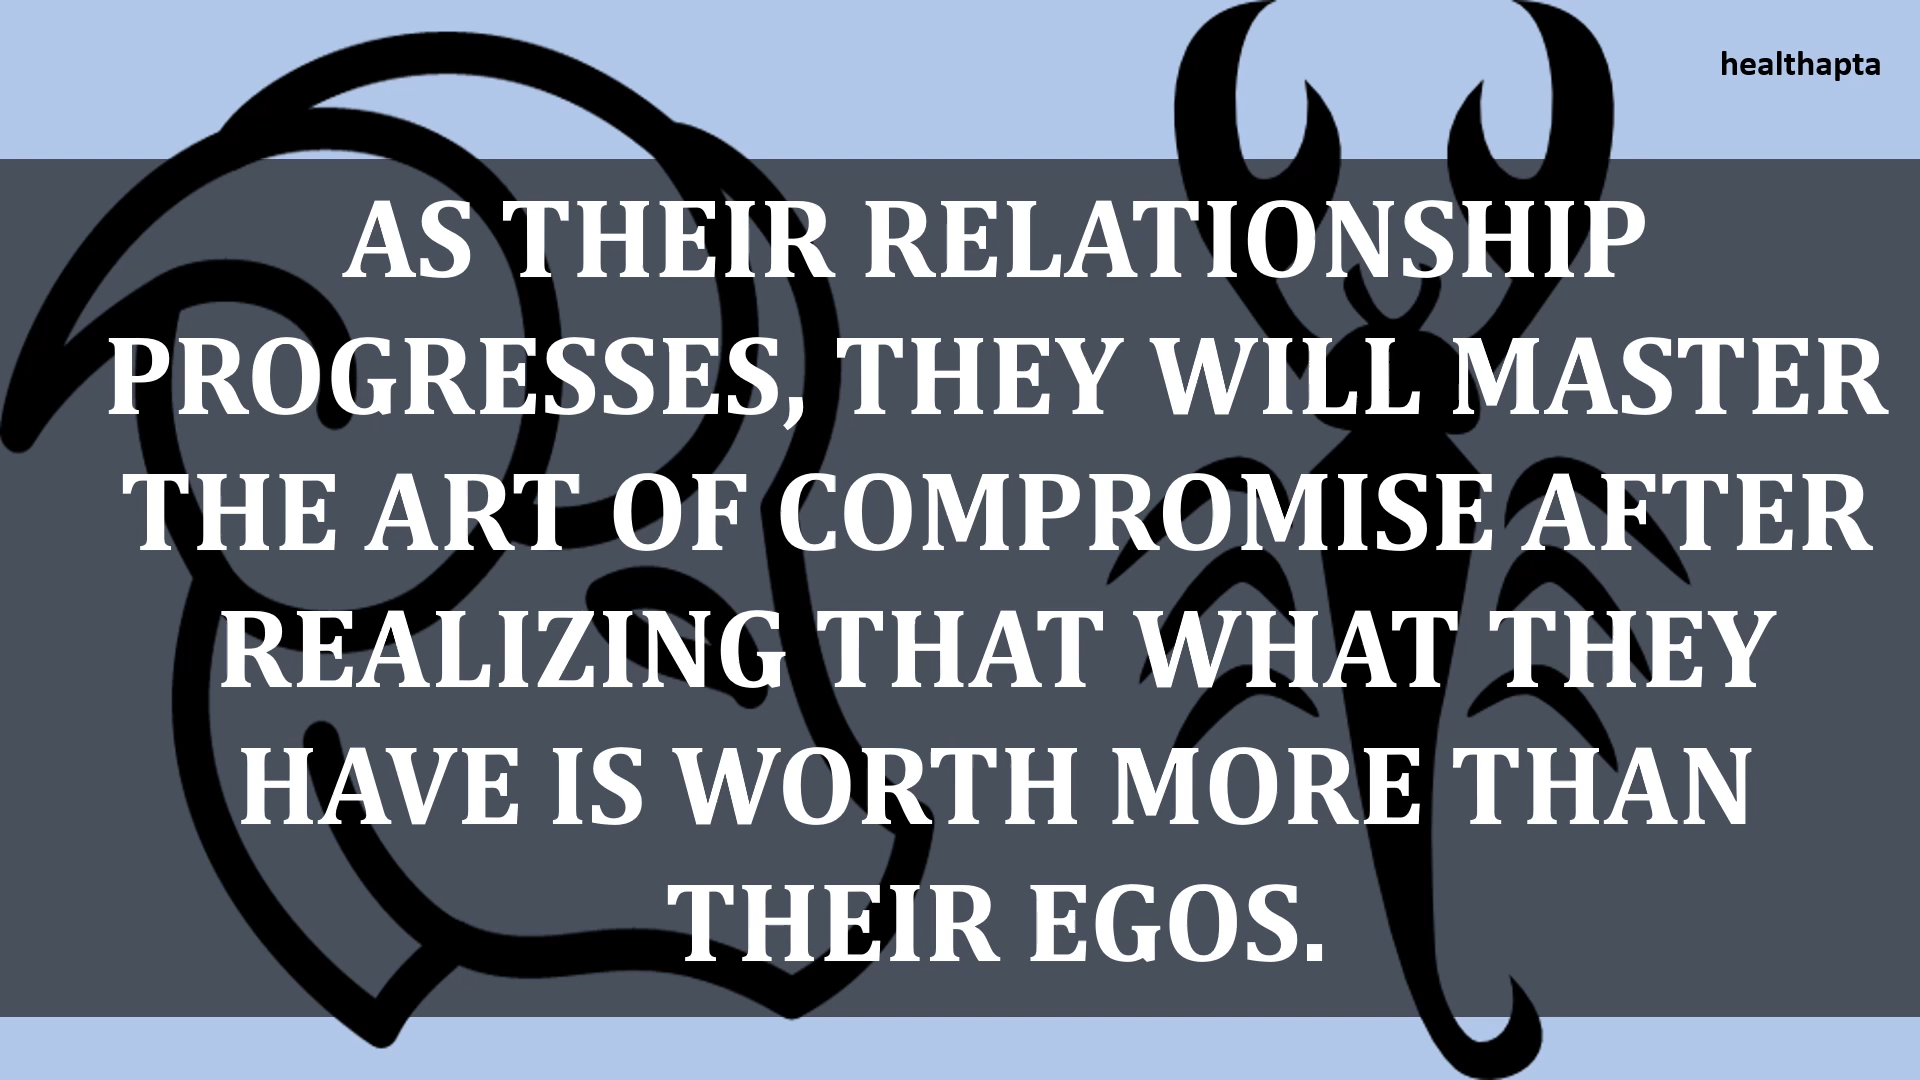 healthapta
AS THEIR RELATIONSHIP
PROGRESSES, THEY WILL MASTER
THE ART OF COMPROMISE AFTER
REALIZING THAT WHAT THEY
HAVE IS WORTH MORE THAN
THEIR EGOS.